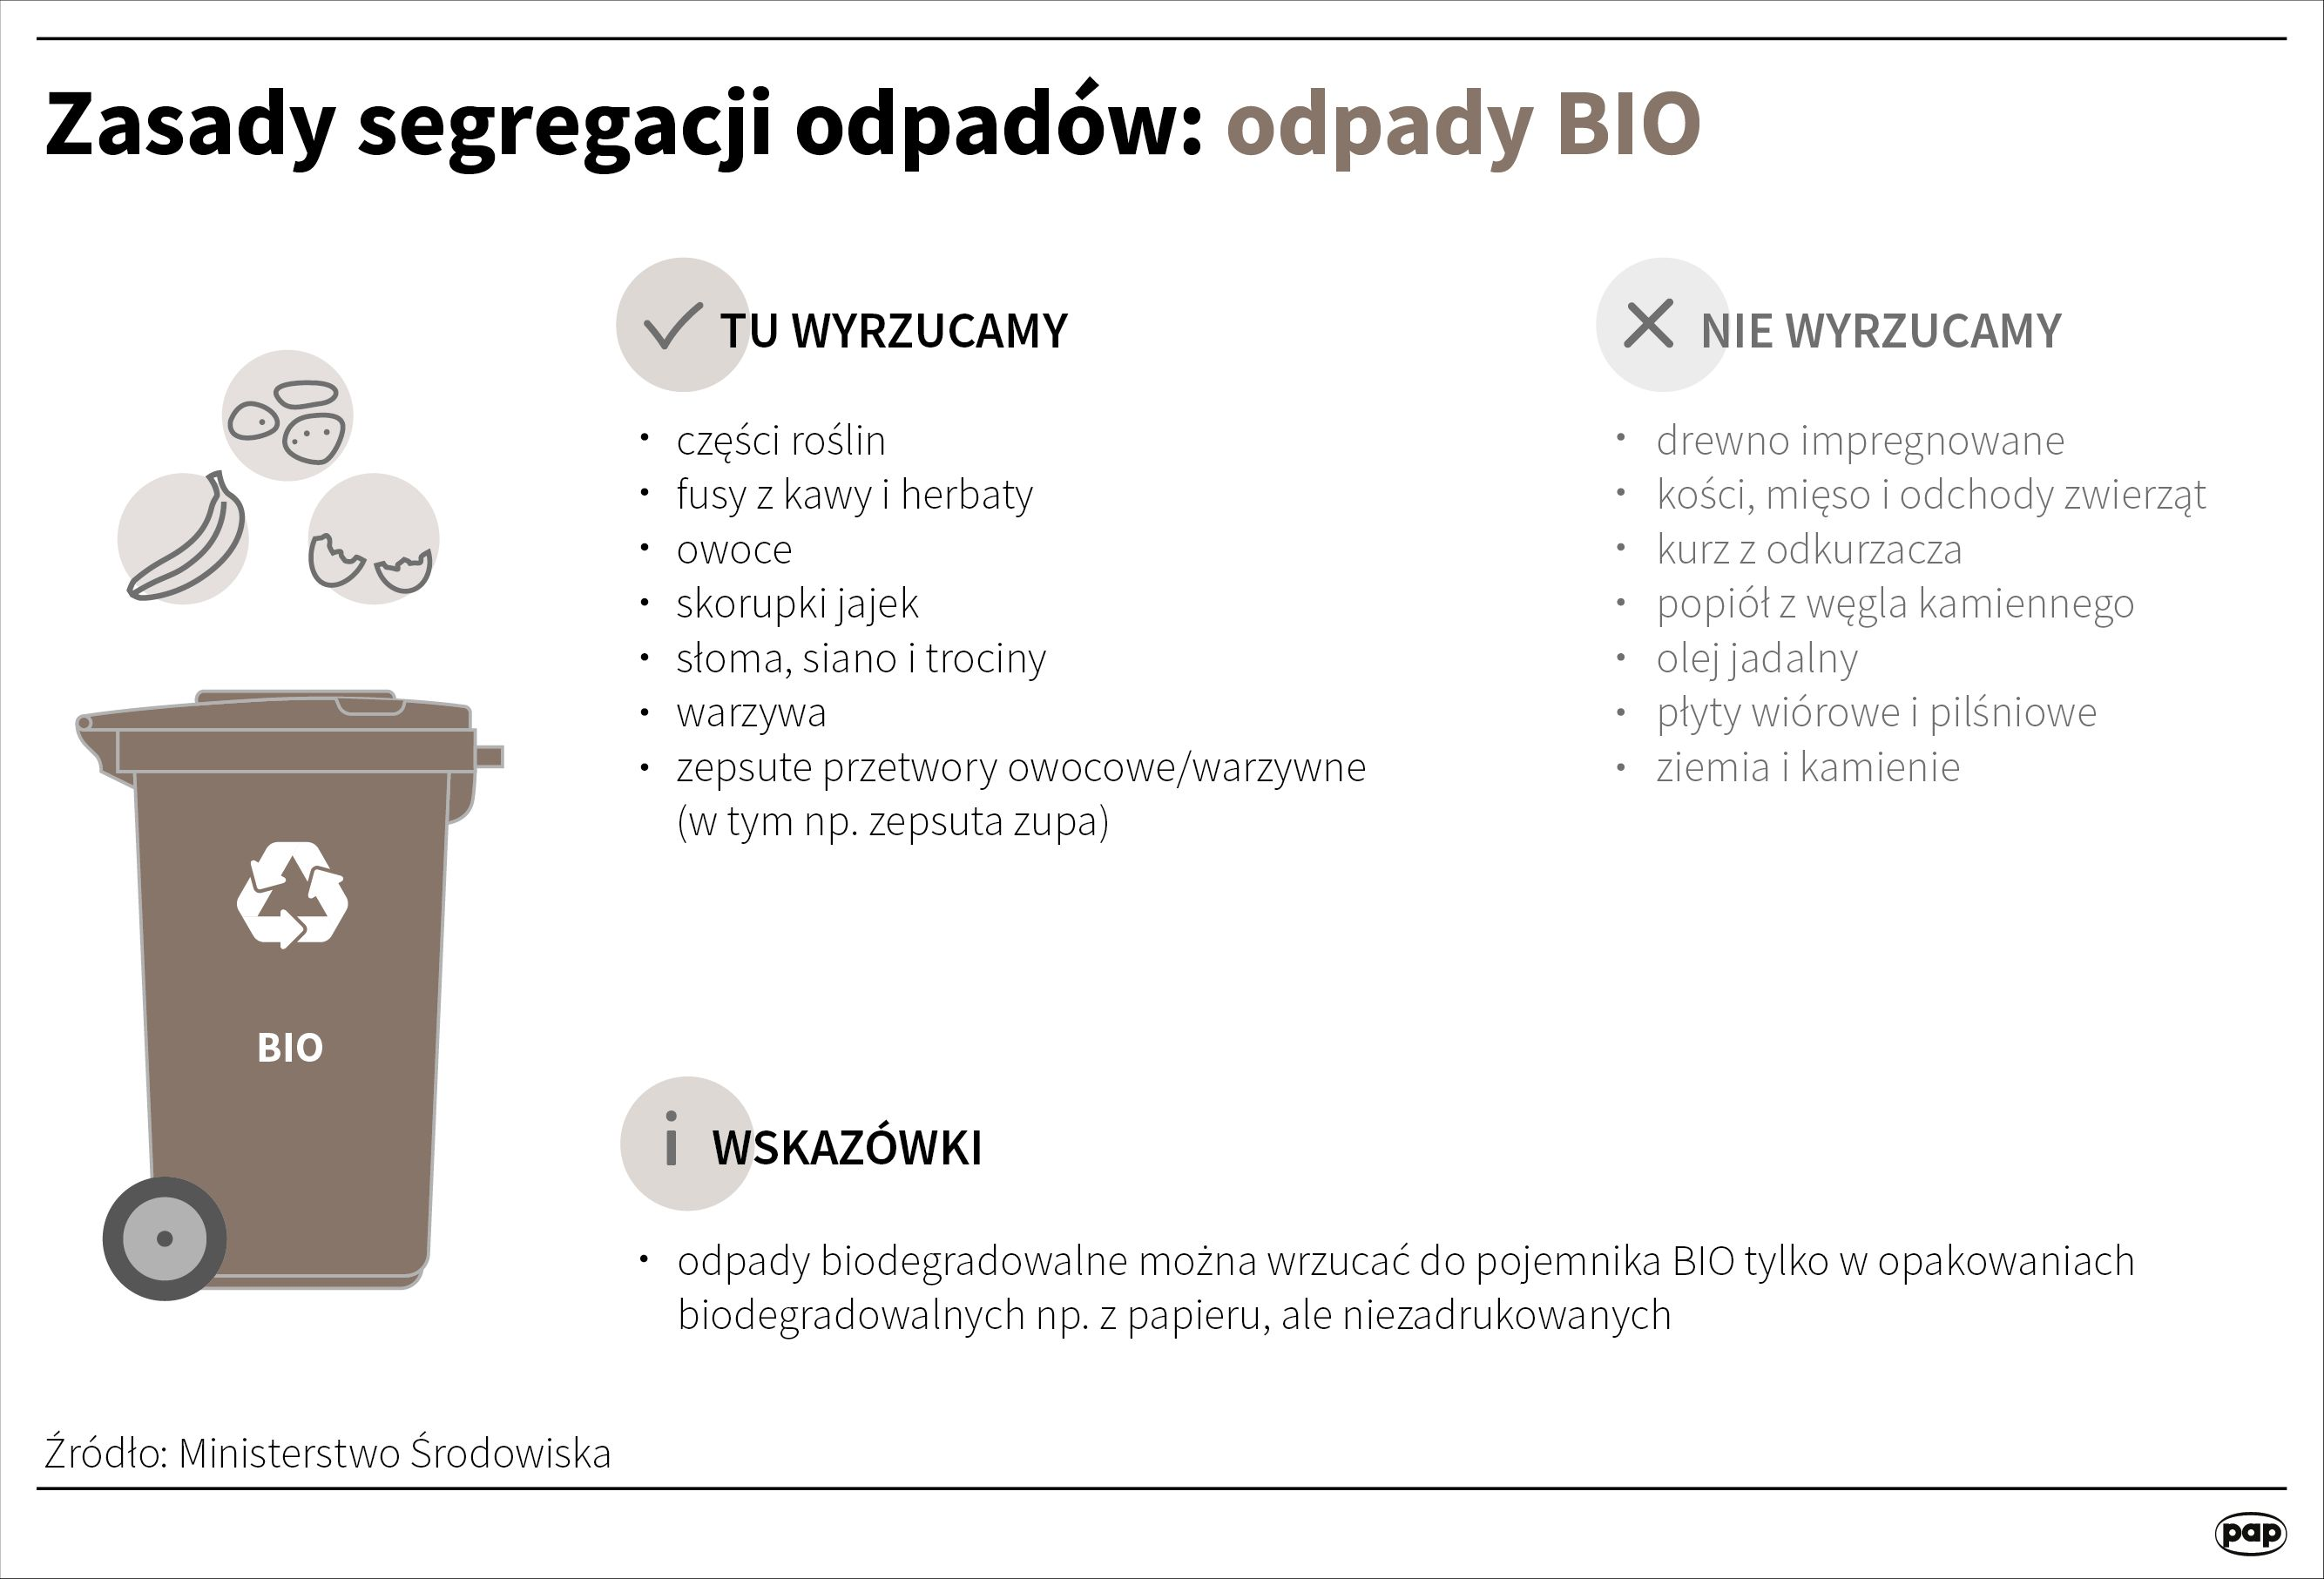 Zasady segregacji odpadów: odpady BIO
TU WYRZUCAMY
• części roślin
• fusy z kawy i herbaty
• owoce
• skorupki jajek
• słoma, siano i trociny
• warzywa
• zepsute przetwory owocowe/warzywne
(w tym np. zepsuta zupa)
NIE WYRZUCAMY
• drewno impregnowane
• kości, mięso i odchody zwierząt
• kurz z odkurzacza
• popiół z węgla kamiennego
• olej jadalny
• płyty wiórowe i pilśniowe
• ziemia i kamienie
BIO
i WSKAZÓWKI
• odpady biodegradowalne można wrzucać do pojemnika BIO tylko w opakowaniach
biodegradowalnych np. z papieru, ale niezadrukowanych
Źródło: Ministerstwo Środowiska
pap